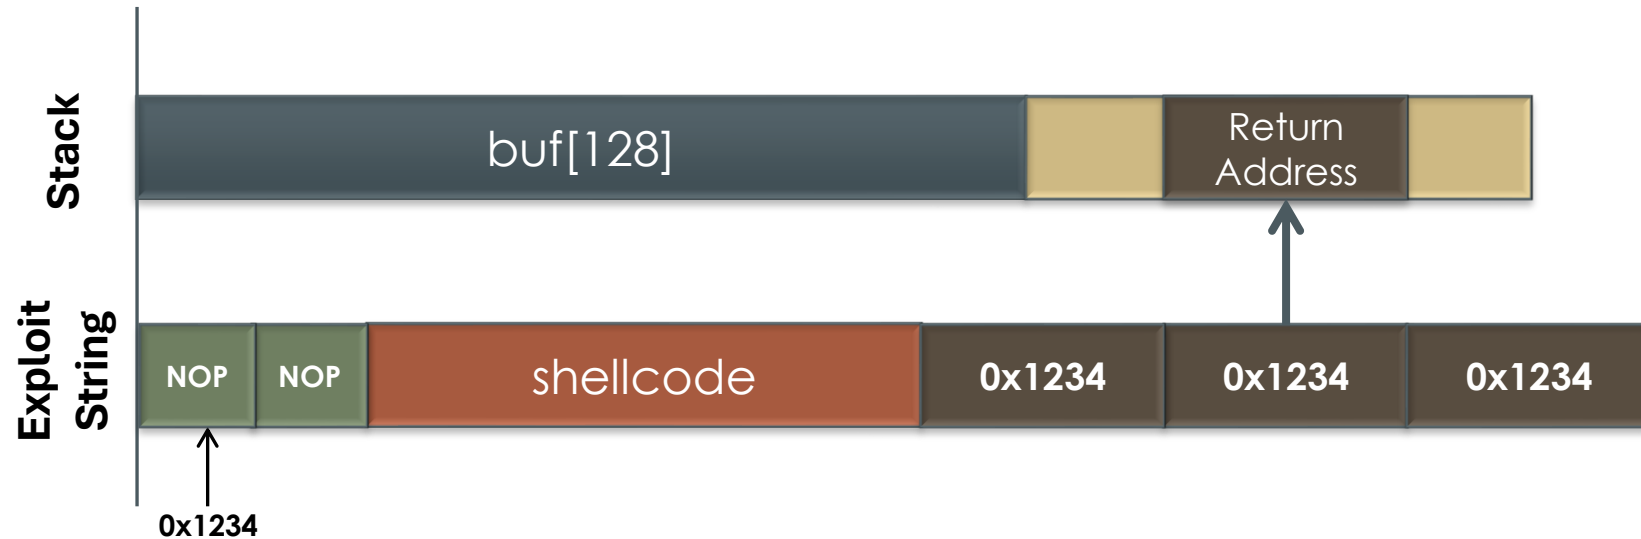 Stack
buf[128]
Return
Address
Exploit
String
NOP
NOP
shellcode
0x1234
0x1234
0x1234
0x1234